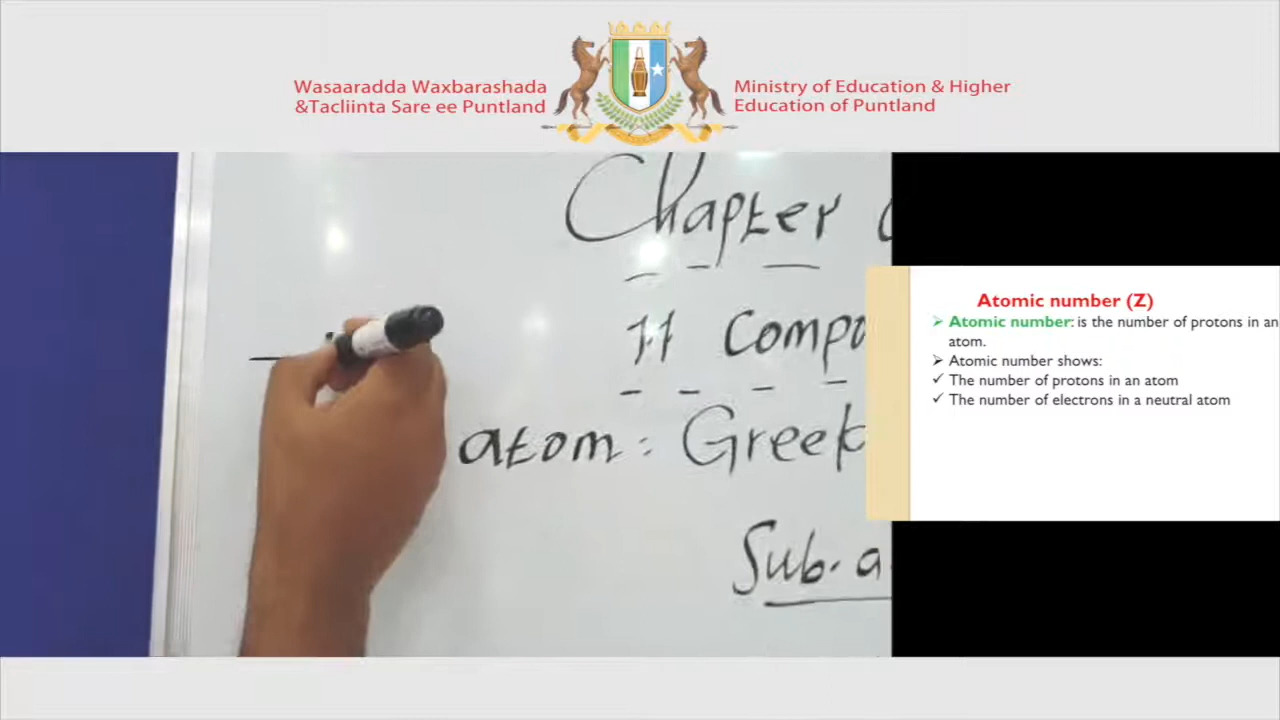 Wasaaradda Waxbarashada
&Tacliinta Sare ee Puntland
Ministry of Education & Higher
Education of Puntland
Chapter
1.1 Compo
atom: Greek
Sub-a
Atomic number (Z)
➢ Atomic number: is the number of protons in an
atom.
➢ Atomic number shows:
✓ The number of protons in an atom
✓ The number of electrons in a neutral atom